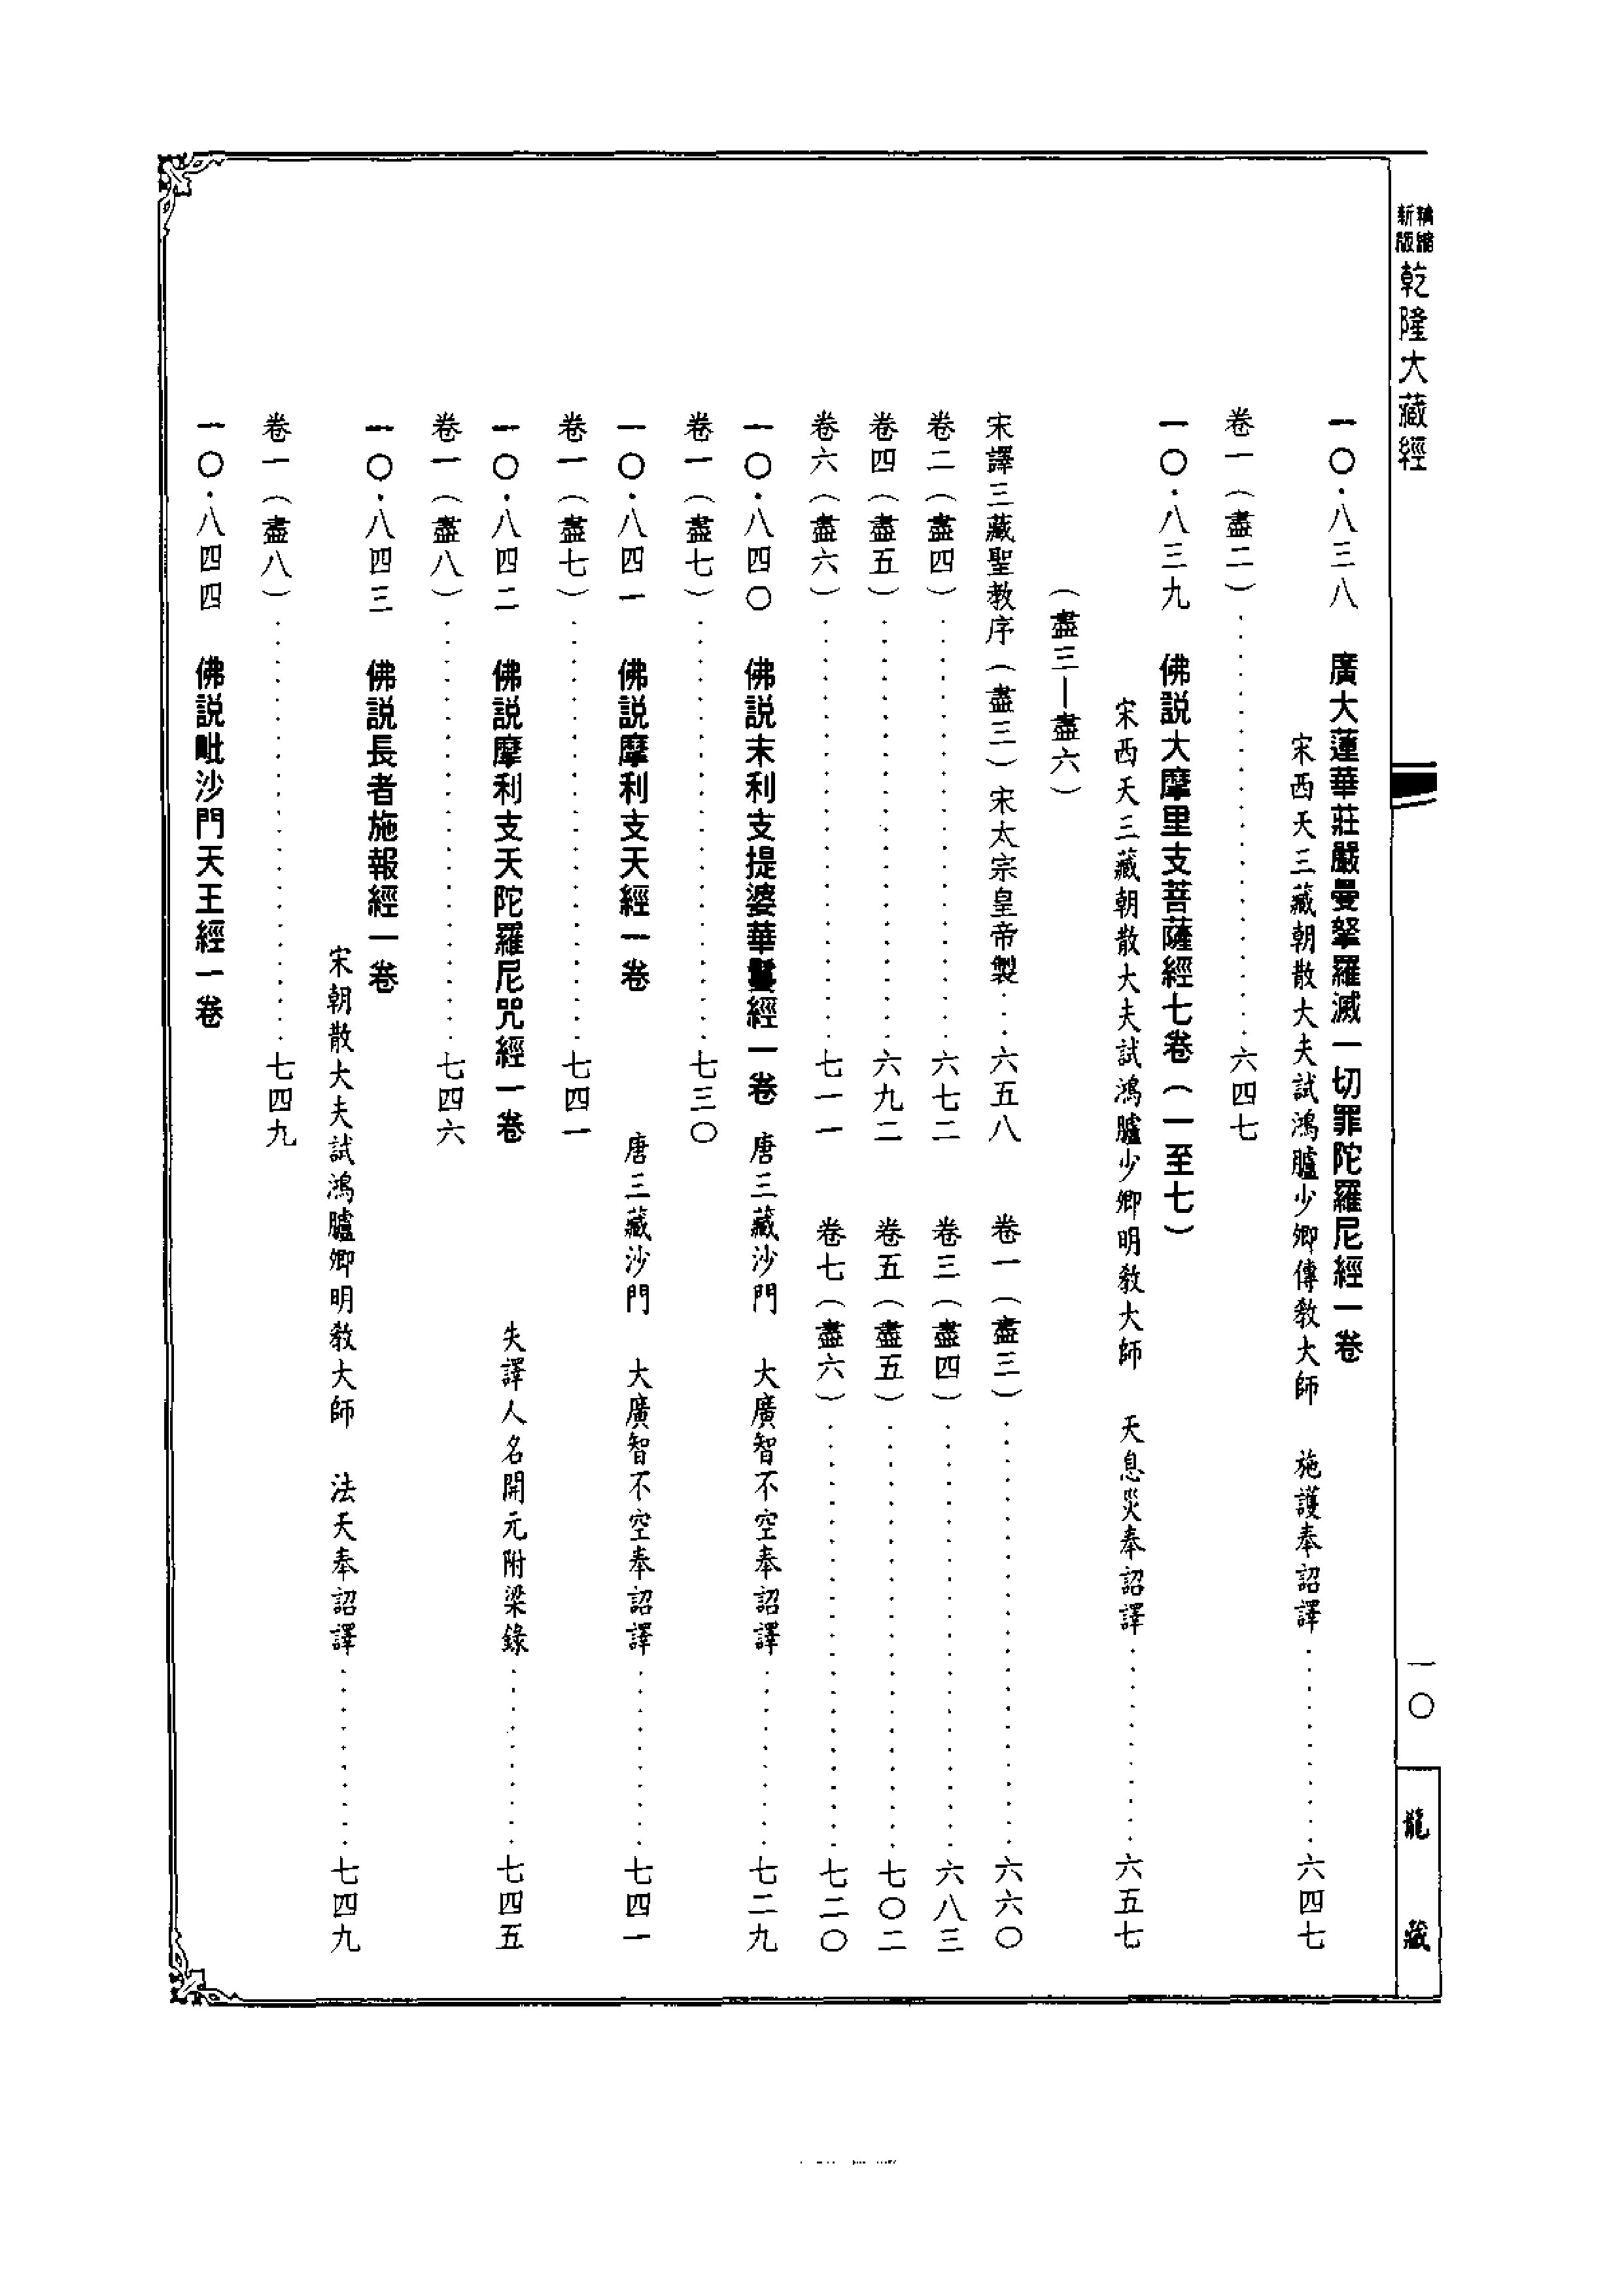 新版
精縮
乾隆大藏經
一〇
龍藏
一〇·八三八 廣大蓮華莊嚴曼拏羅滅一切罪陀羅尼經一卷
宋西天三藏朝散大夫試鴻臚少卿傳教大師 施護奉詔譯…………六四七
卷一(盡二)…………六四七
一〇·八三九 佛説大摩里支菩薩經七卷(一至七)
宋西天三藏朝散大夫試鴻臚少卿明教大師 天息災奉詔譯…………六五七
(盡三—盡六)
宋譯三藏聖教序(盡三)宋太宗皇帝製…六五八 卷一(盡三)…………六六〇
卷二(盡四)…………六七二 卷三(盡四)…………六八三
卷四(盡五)…………六九二 卷五(盡五)…………七〇二
卷六(盡六)…………七一一 卷七(盡六)…………七二〇
一〇·八四〇 佛説末利支提婆華鬘經一卷 唐三藏沙門 大廣智不空奉詔譯…………七二九
卷一(盡七)…………七三〇
一〇·八四一 佛説摩利支天經一卷 唐三藏沙門 大廣智不空奉詔譯…………七四一
卷一(盡七)…………七四一
一〇·八四二 佛説摩利支天陀羅尼咒經一卷 失譯人名開元附梁錄…………七四五
卷一(盡八)…………七四六
一〇·八四三 佛説長者施報經一卷
宋朝散大夫試鴻臚卿明教大師 法天奉詔譯…………七四九
卷一(盡八)…………七四九
一〇·八四四 佛説毗沙門天王經一卷